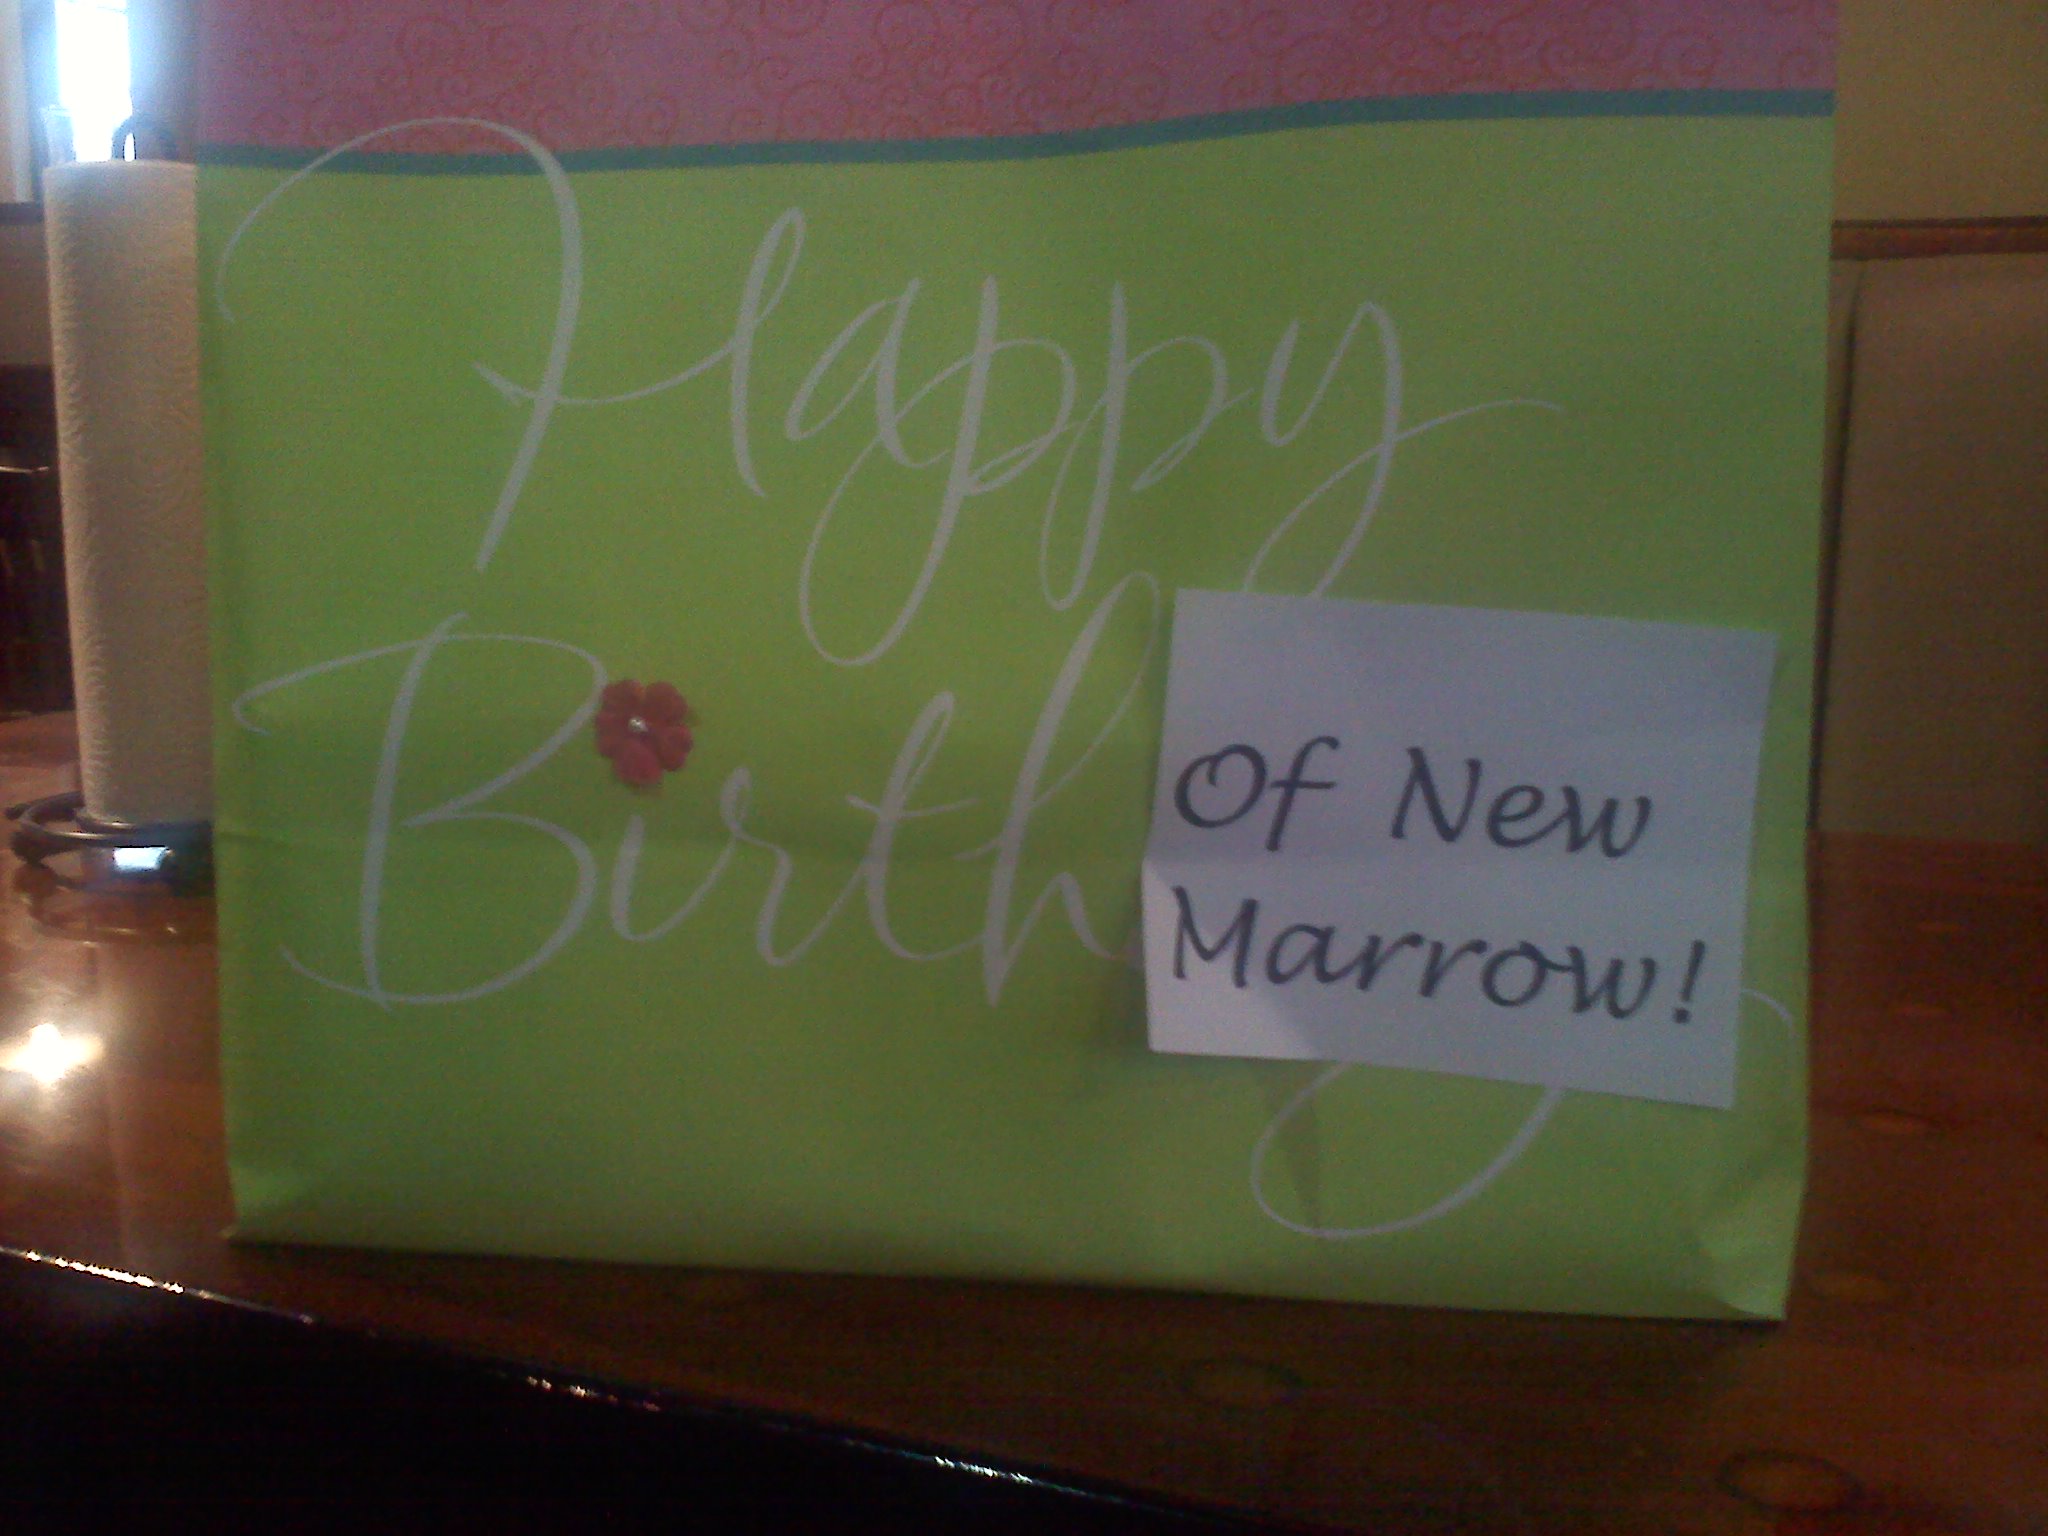 Happy
Birth
Of New
Marrow!